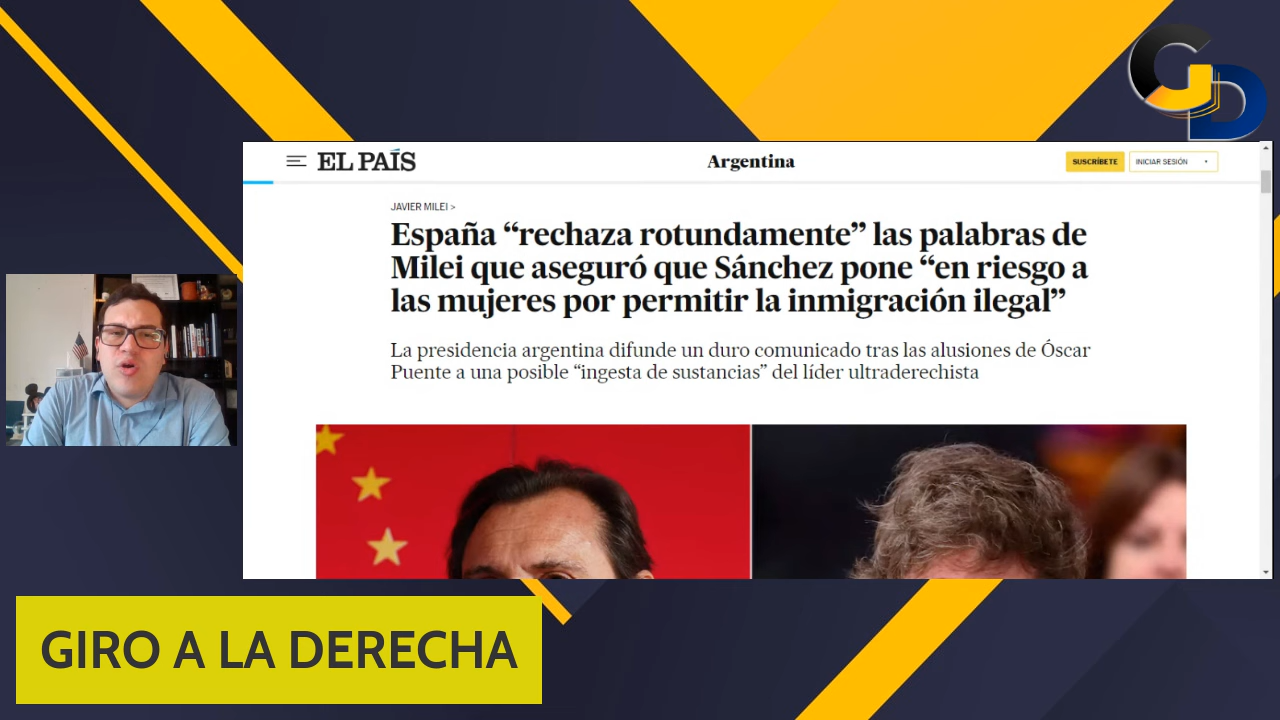 GD
EL PAÍS
Argentina
SUSCRÍBETE
INICIAR SESIÓN
JAVIER MILEI >
España “rechaza rotundamente” las palabras de
Milei que aseguró que Sánchez pone “en riesgo a
las mujeres por permitir la inmigración ilegal”
La presidencia argentina difunde un duro comunicado tras las alusiones de Óscar
Puente a una posible “ingesta de sustancias” del líder ultraderechista
GIRO A LA DERECHA